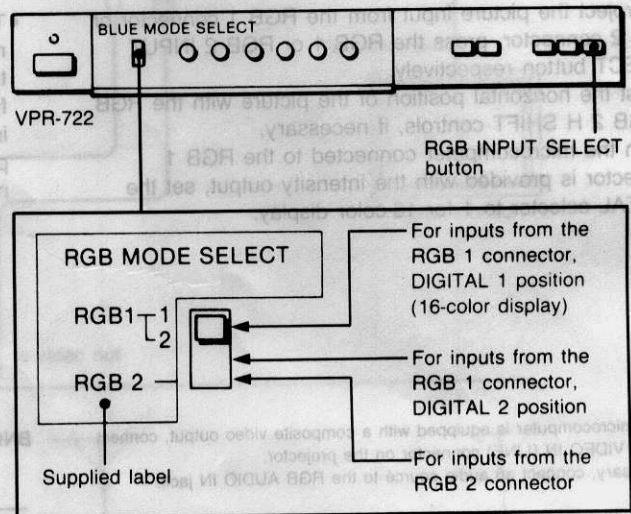 BLUE MODE SELECT
VPR-722
RGB INPUT SELECT
button
RGB MODE SELECT
RGB1 1
2
RGB 2
Supplied label
For inputs from the
RGB 1 connector,
DIGITAL 1 position
(16-color display)
For inputs from the
RGB 1 connector,
DIGITAL 2 position
For inputs from the
RGB 2 connector